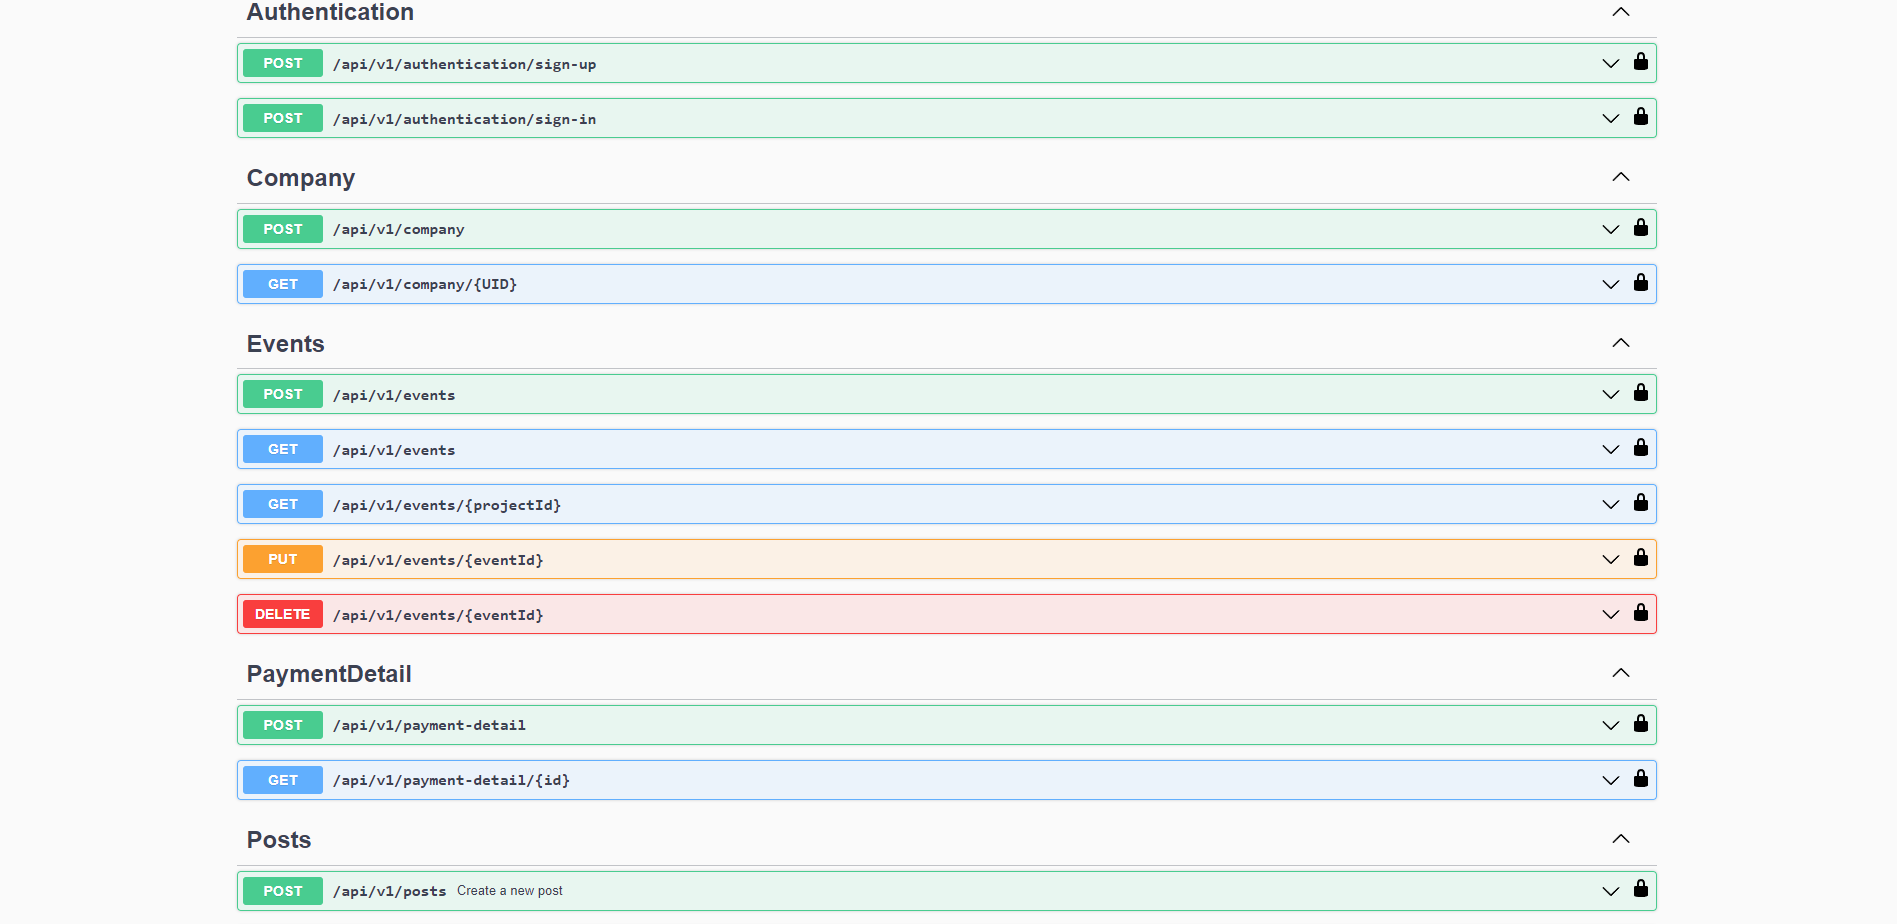 Authentication
POST /api/v1/authentication/sign-up
POST /api/v1/authentication/sign-in
Company
POST /api/v1/company
GET /api/v1/company/{UID}
Events
POST /api/v1/events
GET /api/v1/events
GET /api/v1/events/{projectId}
PUT /api/v1/events/{eventId}
DELETE /api/v1/events/{eventId}
PaymentDetail
POST /api/v1/payment-detail
GET /api/v1/payment-detail/{id}
Posts
POST /api/v1/posts Create a new post